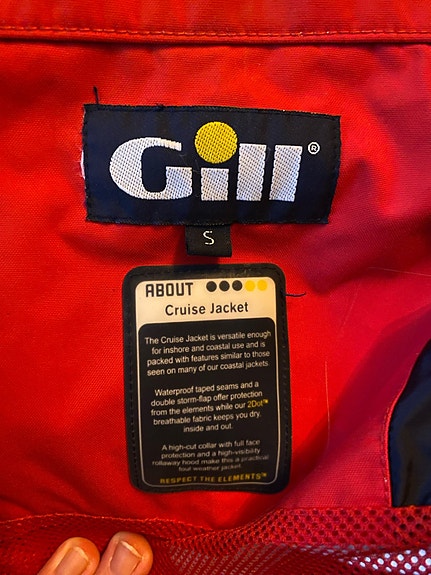 Gill®
S
ABOUT
Cruise Jacket
The Cruise Jacket is versatile enough
for inshore and coastal use and is
packed with features similar to those
seen on many of our coastal jackets
Waterproof taped seams and a
double storm-flap offer protection
from the elements while our 2Dot™
breathable fabric keeps you dry,
inside and out.
A high-cut collar with full face
protection and a high-visibility
rollaway hood make this a practical
foul weather jacket.
RESPECT THE ELEMENTS™